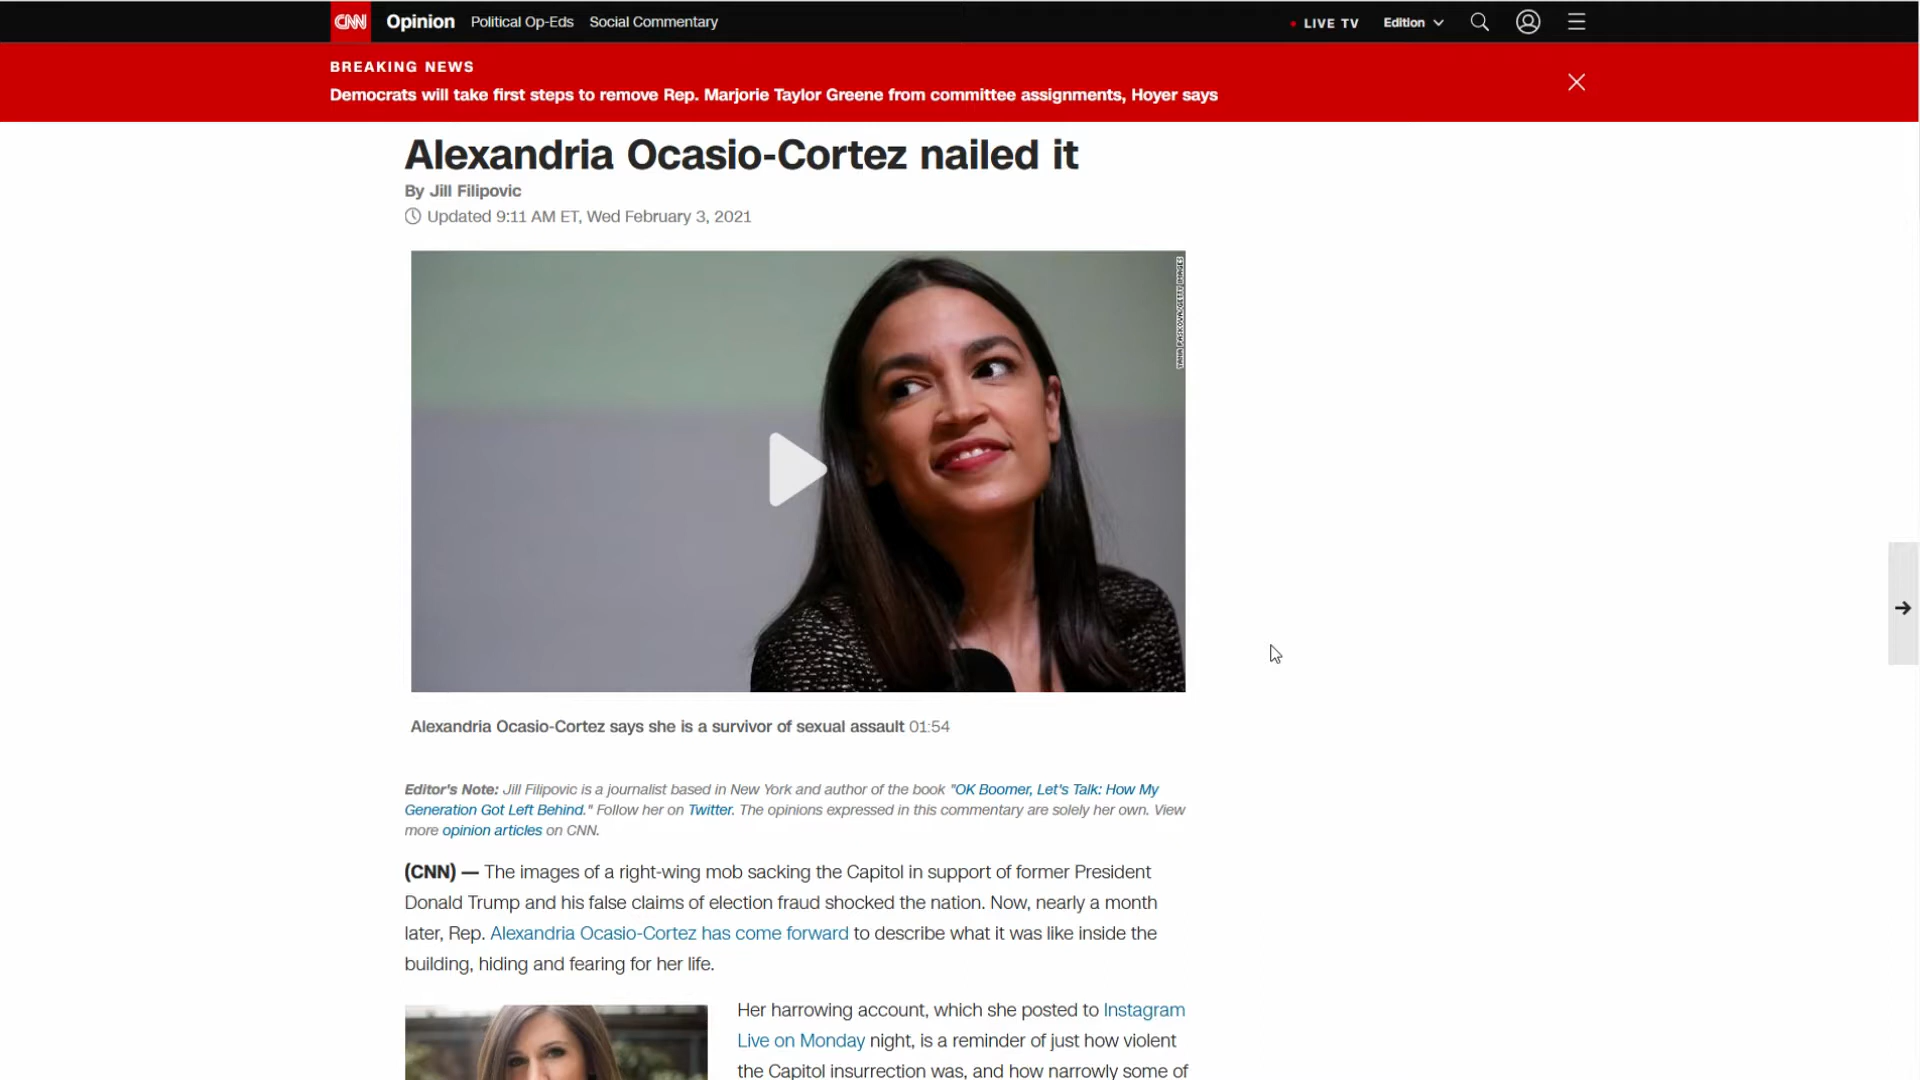 CNN Opinion Political Op-Eds Social Commentary LIVE TV Edition
BREAKING NEWS
Democrats will take first steps to remove Rep. Marjorie Taylor Greene from committee assignments, Hoyer says
Alexandria Ocasio-Cortez nailed it
By Jill Filipovic
Updated 9:11 AM ET, Wed February 3, 2021
Alexandria Ocasio-Cortez says she is a survivor of sexual assault 01:54
Editor's Note: Jill Filipovic is a journalist based in New York and author of the book "OK Boomer, Let's Talk: How My
Generation Got Left Behind." Follow her on Twitter. The opinions expressed in this commentary are solely her own. View
more opinion articles on CNN.
(CNN) — The images of a right-wing mob sacking the Capitol in support of former President
Donald Trump and his false claims of election fraud shocked the nation. Now, nearly a month
later, Rep. Alexandria Ocasio-Cortez has come forward to describe what it was like inside the
building, hiding and fearing for her life.
Her harrowing account, which she posted to Instagram
Live on Monday night, is a reminder of just how violent
the Capitol insurrection was, and how narrowly some of